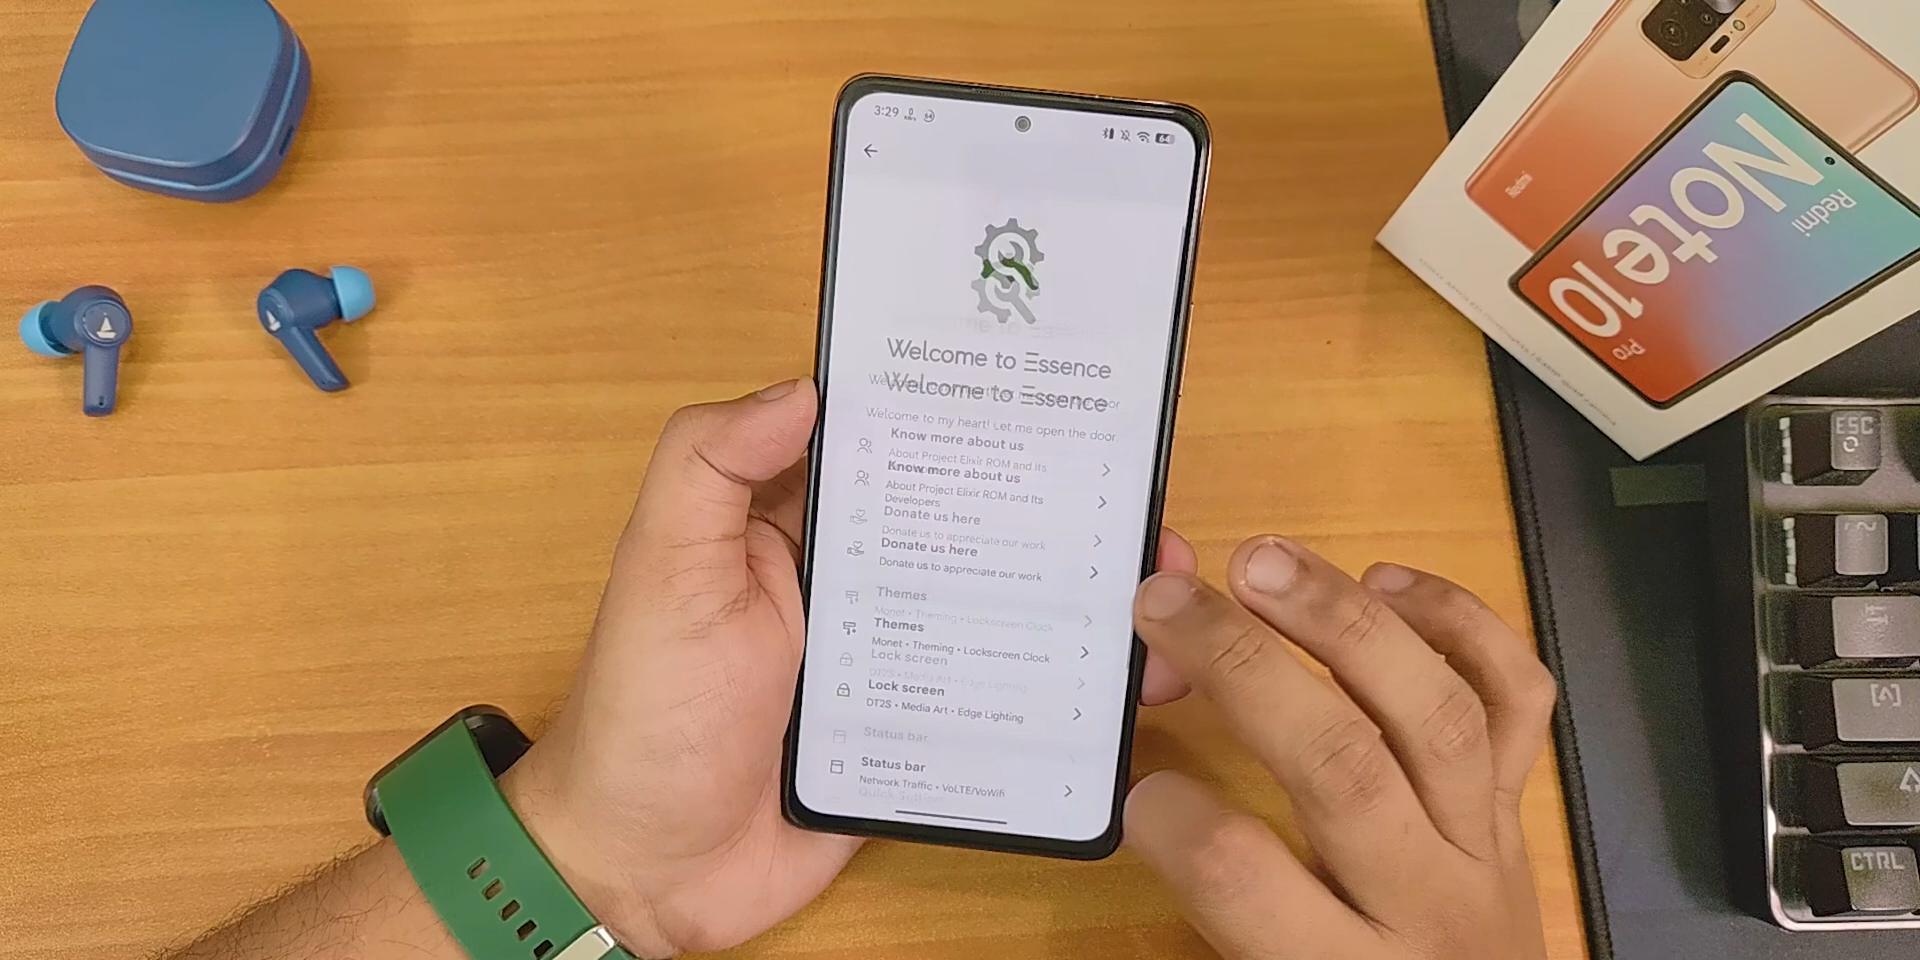 3:29
64
Welcome to Essence
Welcome to Essence
Welcome to my heart! Let me open the door
Know more about us
About Project Elixir ROM and Its
Know more about us
About Project Elixir ROM and Its
Developers
Donate us here
Donate us to appreciate our work
Donate us here
Donate us to appreciate our work
Themes
Monet • Theming • Lockscreen Clock
Themes
Monet • Theming • Lockscreen Clock
Lock screen
DT2S • Media Art • Edge Lighting
Lock screen
DT2S • Media Art • Edge Lighting
Status bar
Status bar
Network Traffic • VoLTE/VoWifi
Redmi
Redmi
Note 10
Pro
ESC
CTRL